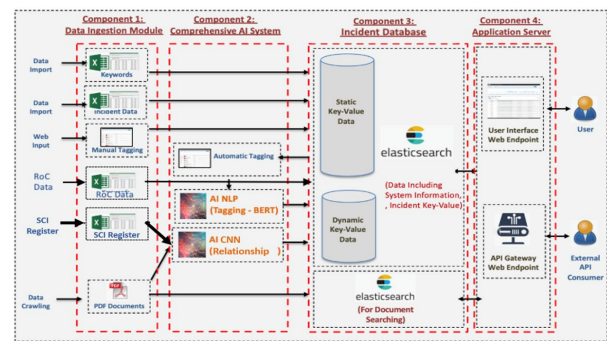 Component 1:
Data Ingestion Module
Component 2:
Comprehensive AI System
Component 3:
Incident Database
Component 4:
Application Server
Data
Import
Keywords
Data
Import
Incident Data
Web
Input
Manual Tagging
RoC
Data
RoC Data
SCI
Register
SCI Register
Data
Crawling
PDF
PDF Documents
Automatic Tagging
AI NLP
(Tagging - BERT)
AI CNN
(Relationship )
Static
Key-Value
Data
Dynamic
Key-Value
Data
elasticsearch
(Data Including
System Information,
, Incident Key-Value)
elasticsearch
(For Document
Searching)
User Interface
Web Endpoint
User
API Gateway
Web Endpoint
External
API
Consumer